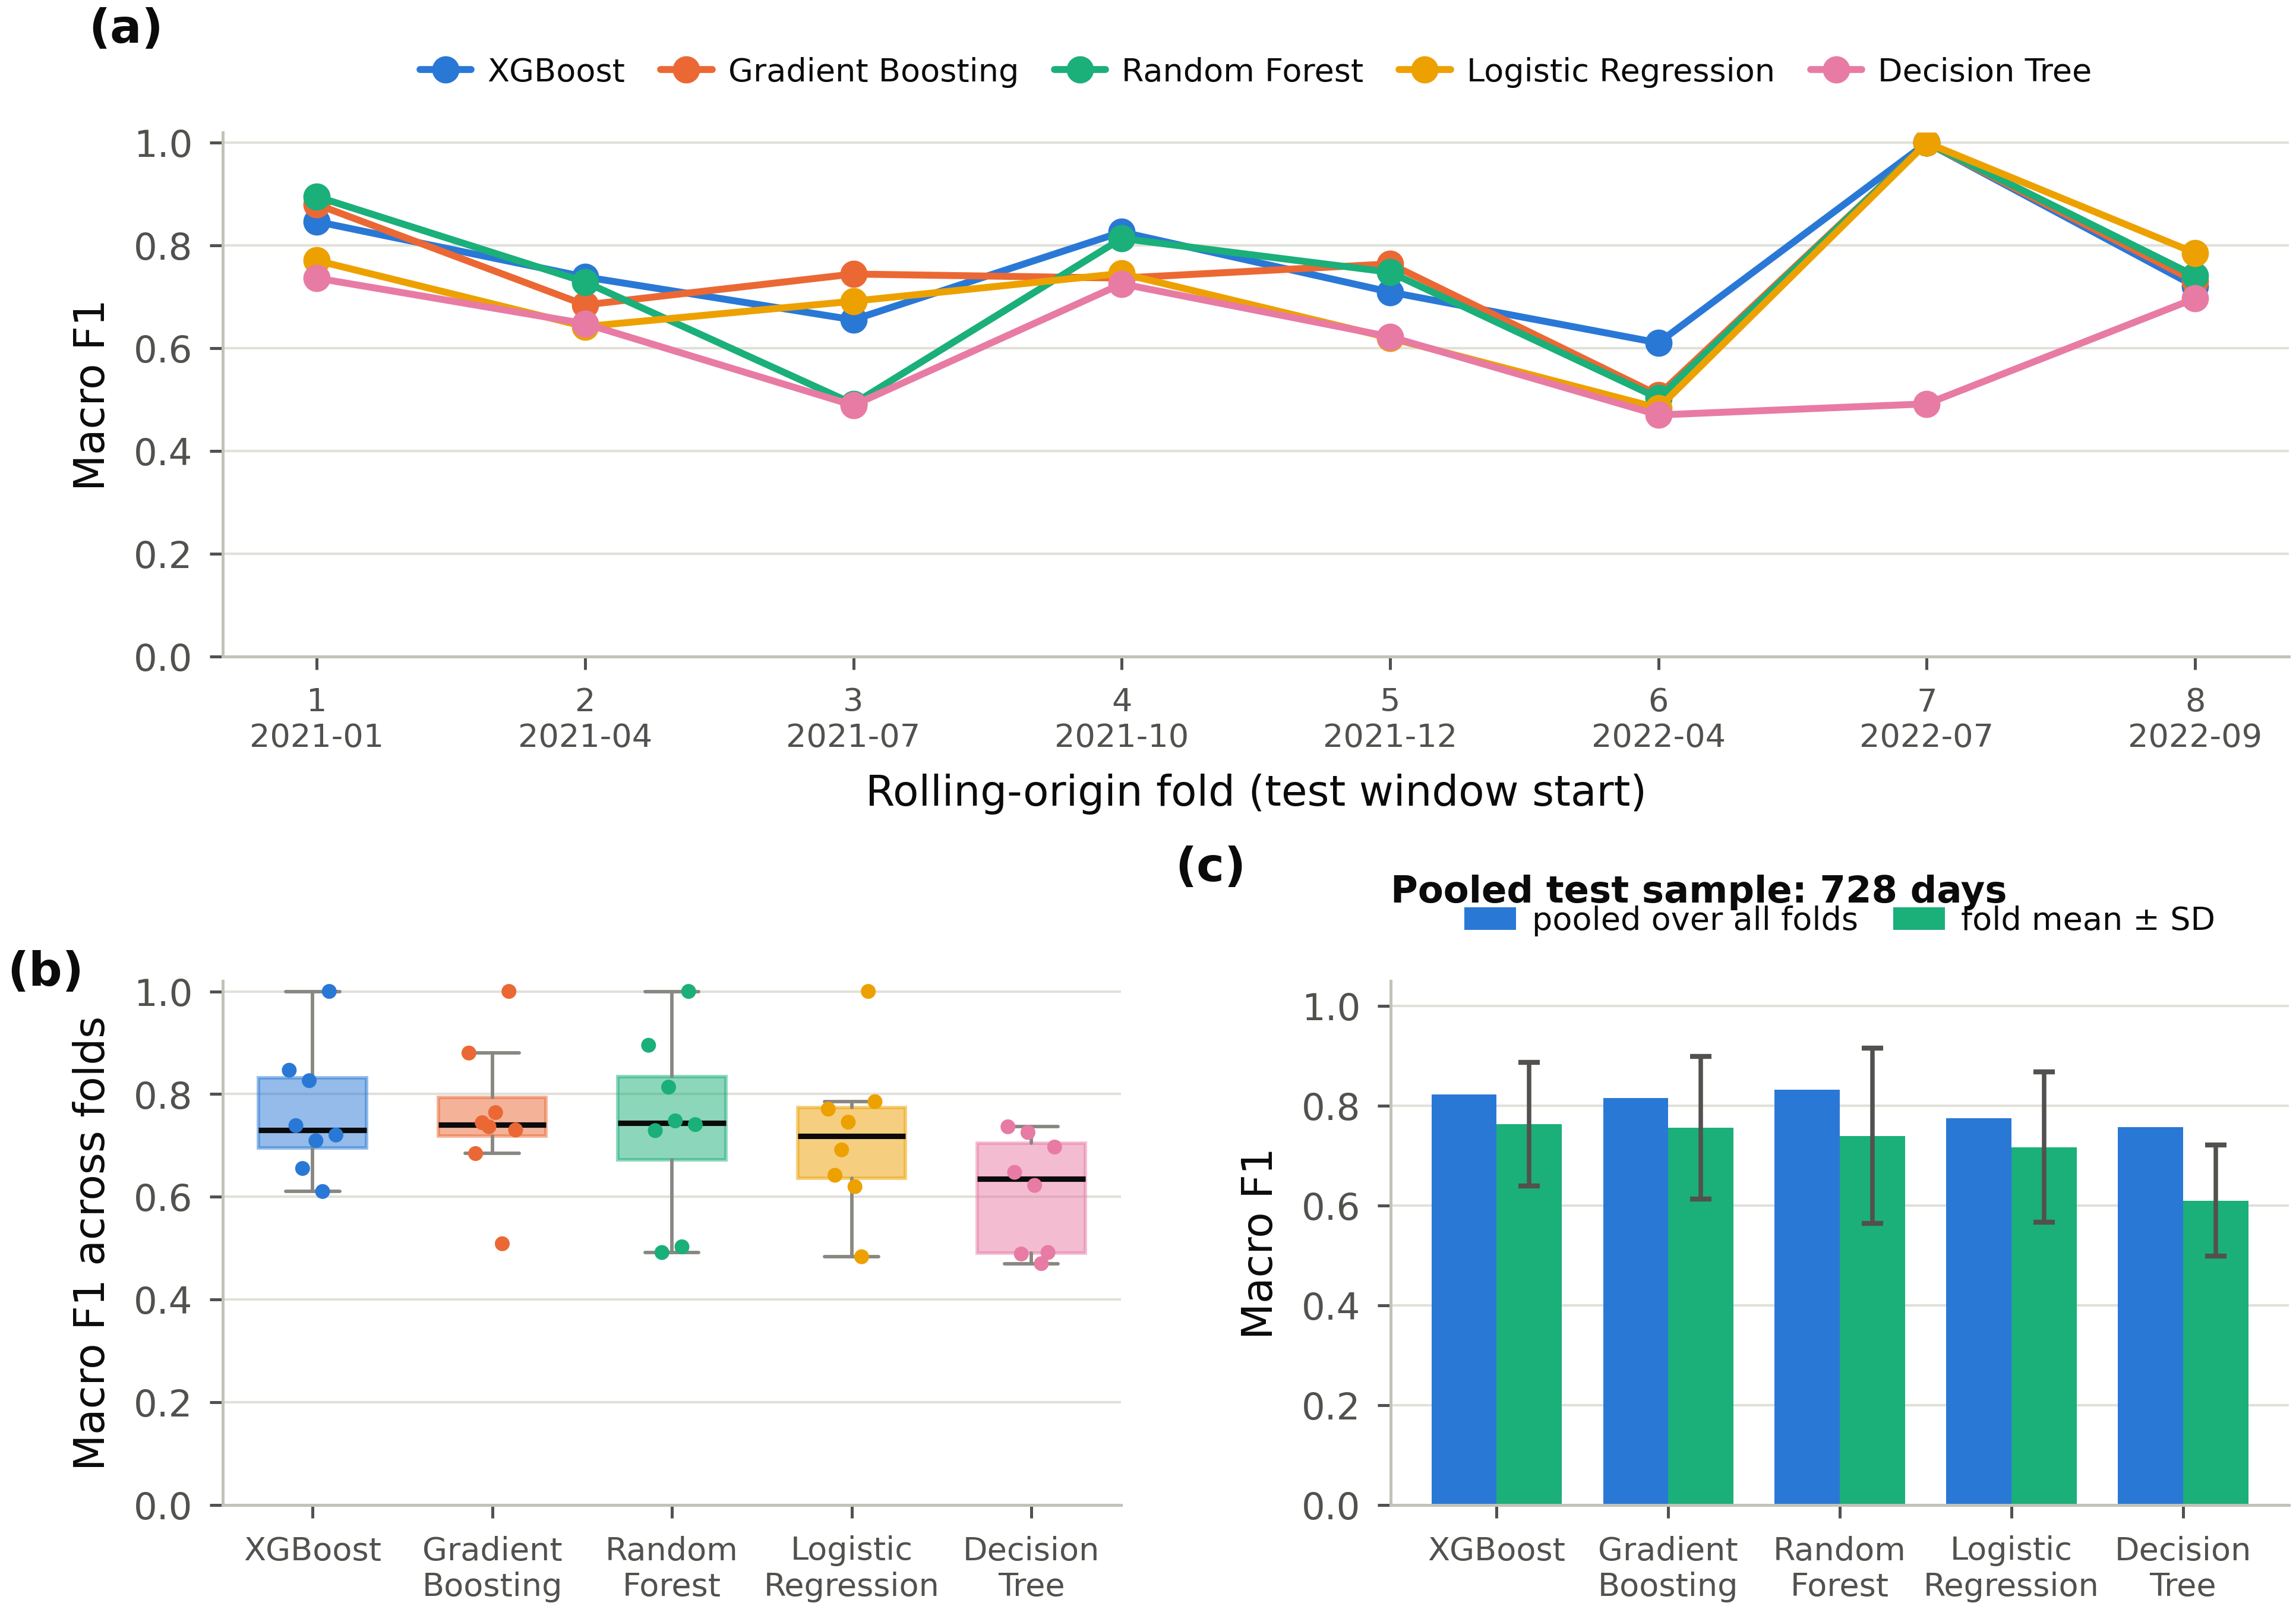 (a)
XGBoost Gradient Boosting Random Forest Logistic Regression Decision Tree
1.0
0.8
0.6
0.4
0.2
0.0
Macro F1
1 2 3 4 5 6 7 8
2021-01 2021-04 2021-07 2021-10 2021-12 2022-04 2022-07 2022-09
Rolling-origin fold (test window start)
(b)
1.0
0.8
0.6
0.4
0.2
0.0
Macro F1 across folds
XGBoost Gradient Random Logistic Decision
Boosting Forest Regression Tree
(c)
Pooled test sample: 728 days
pooled over all folds fold mean ± SD
1.0
0.8
0.6
0.4
0.2
0.0
Macro F1
XGBoost Gradient Random Logistic Decision
Boosting Forest Regression Tree